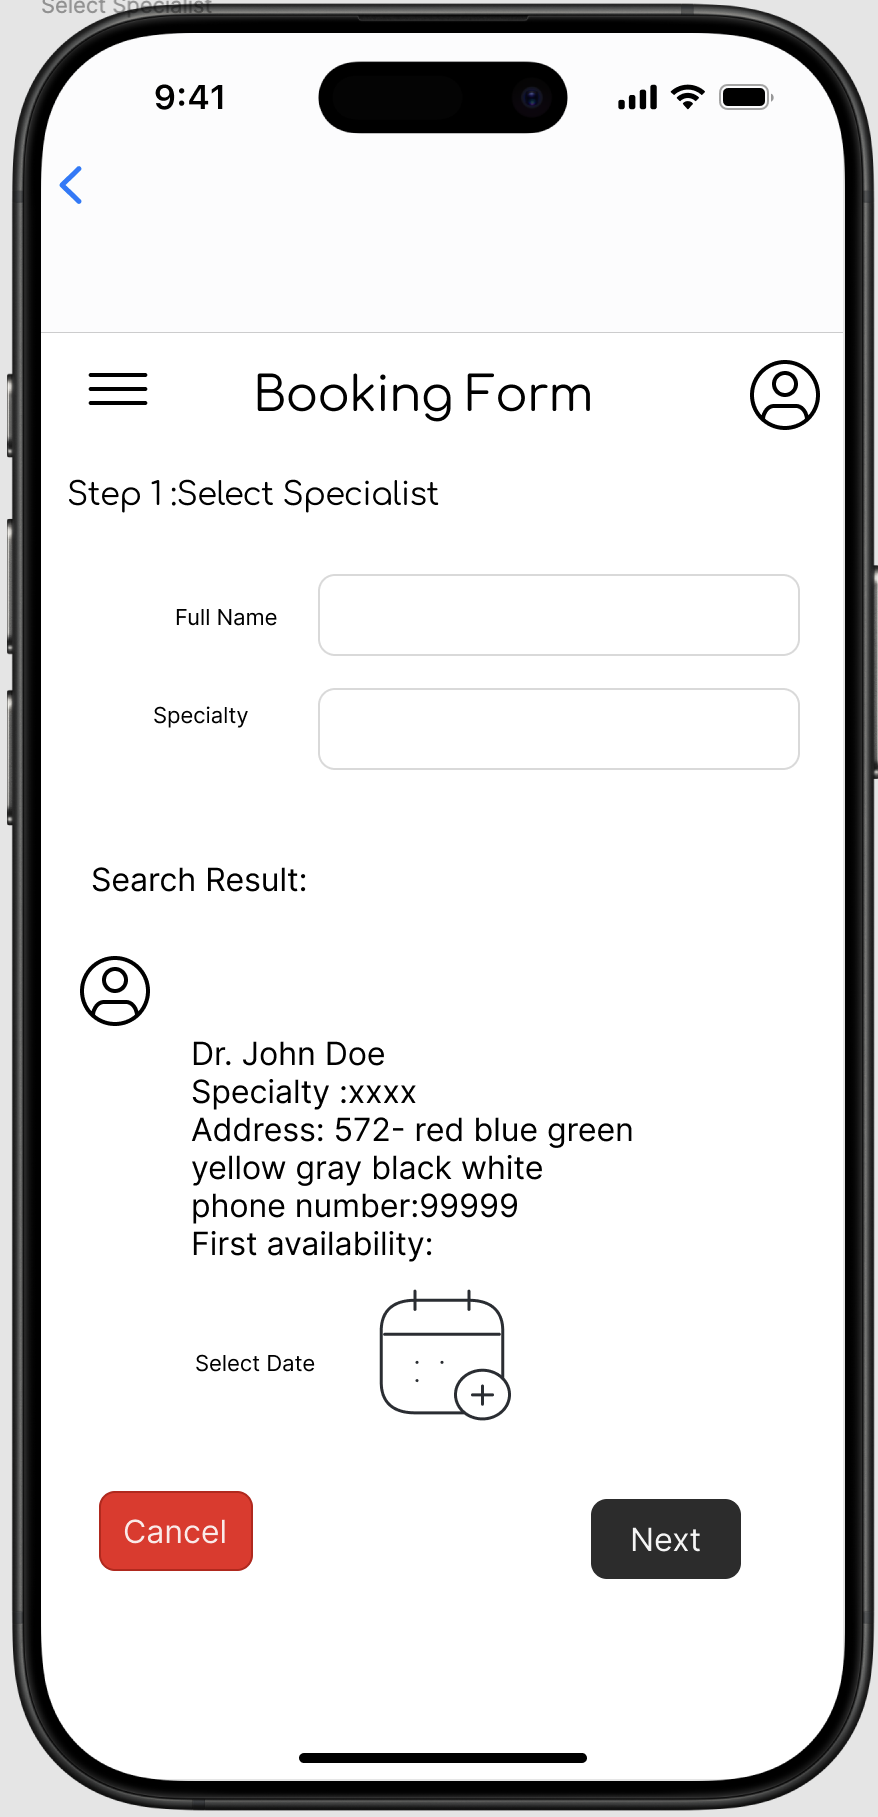 Select Specialist
9:41
Booking Form
Step 1 :Select Specialist
Full Name
Specialty
Search Result:
Dr. John Doe
Specialty :xxxx
Address: 572- red blue green
yellow gray black white
phone number:99999
First availability:
Select Date
Cancel
Next